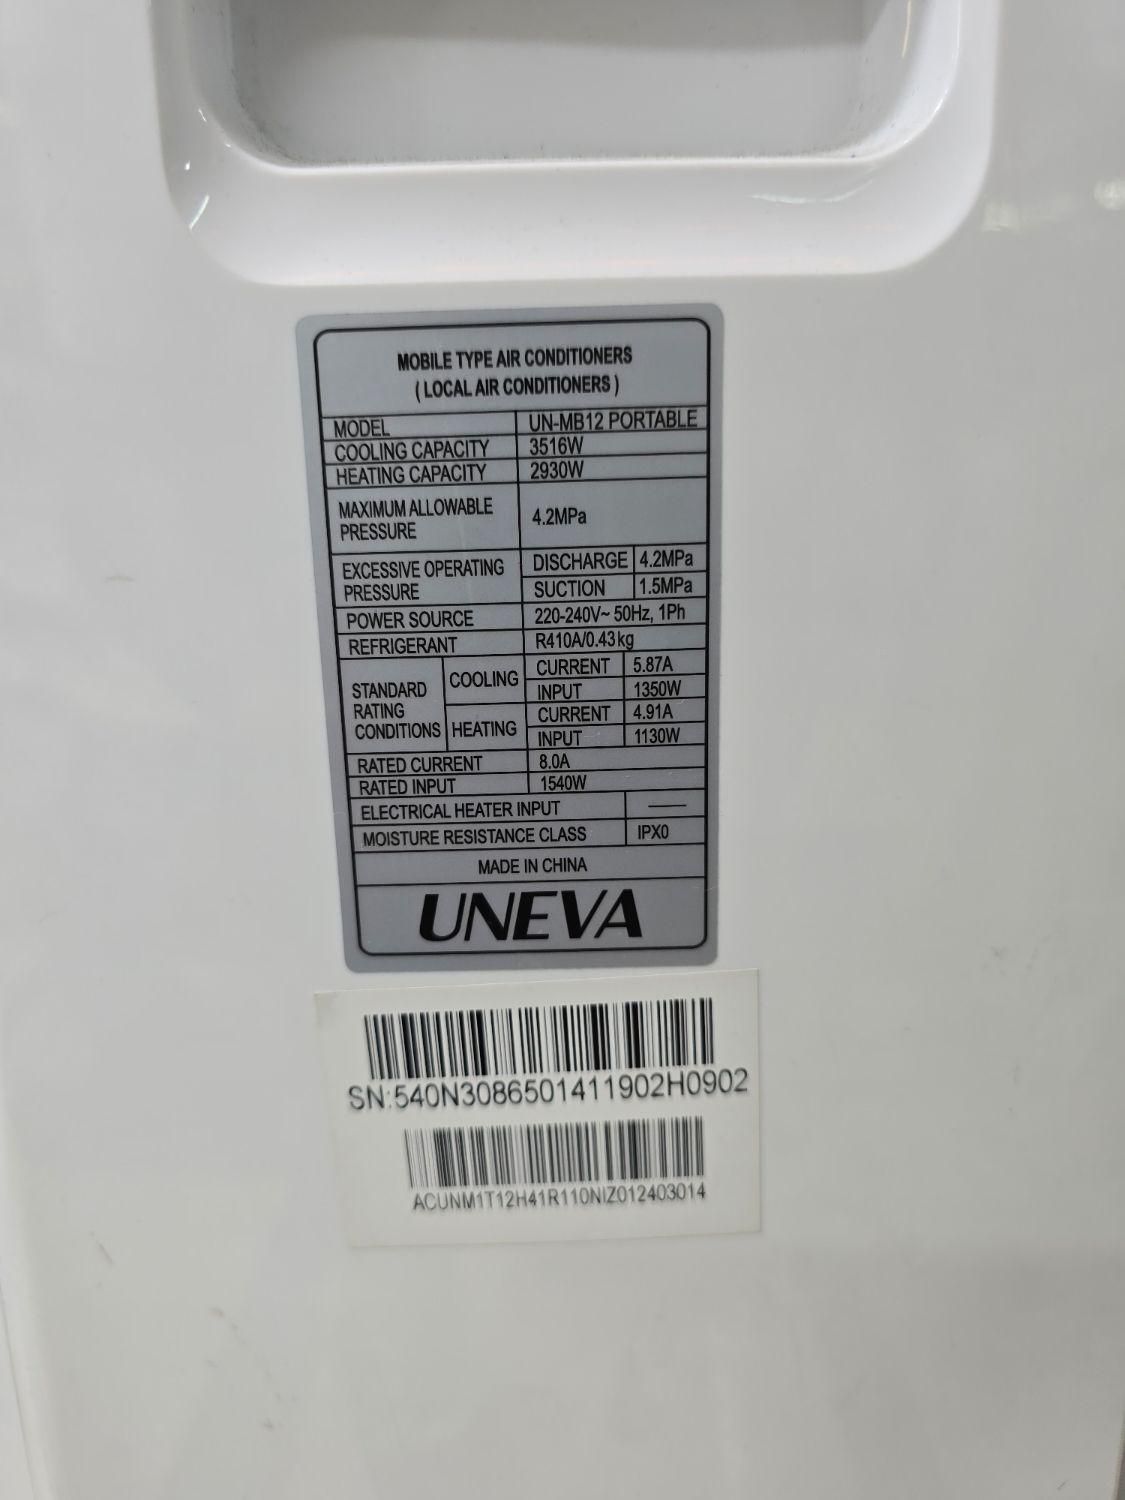 MOBILE TYPE AIR CONDITIONERS
( LOCAL AIR CONDITIONERS )
MODEL UN-MB12 PORTABLE
COOLING CAPACITY 3516W
HEATING CAPACITY 2930W
MAXIMUM ALLOWABLE
PRESSURE
4.2MPa
EXCESSIVE OPERATING
PRESSURE
DISCHARGE 4.2MPa
SUCTION 1.5MPa
POWER SOURCE 220-240V~ 50Hz, 1Ph
REFRIGERANT R410A/0.43kg
STANDARD
RATING
CONDITIONS
COOLING
CURRENT 5.87A
INPUT 1350W
HEATING
CURRENT 4.91A
INPUT 1130W
RATED CURRENT 8.0A
RATED INPUT 1540W
ELECTRICAL HEATER INPUT ——
MOISTURE RESISTANCE CLASS IPX0
MADE IN CHINA
UNEVA
SN:540N3086501411902H0902
ACUNM1T12H41R110NIZ012403014